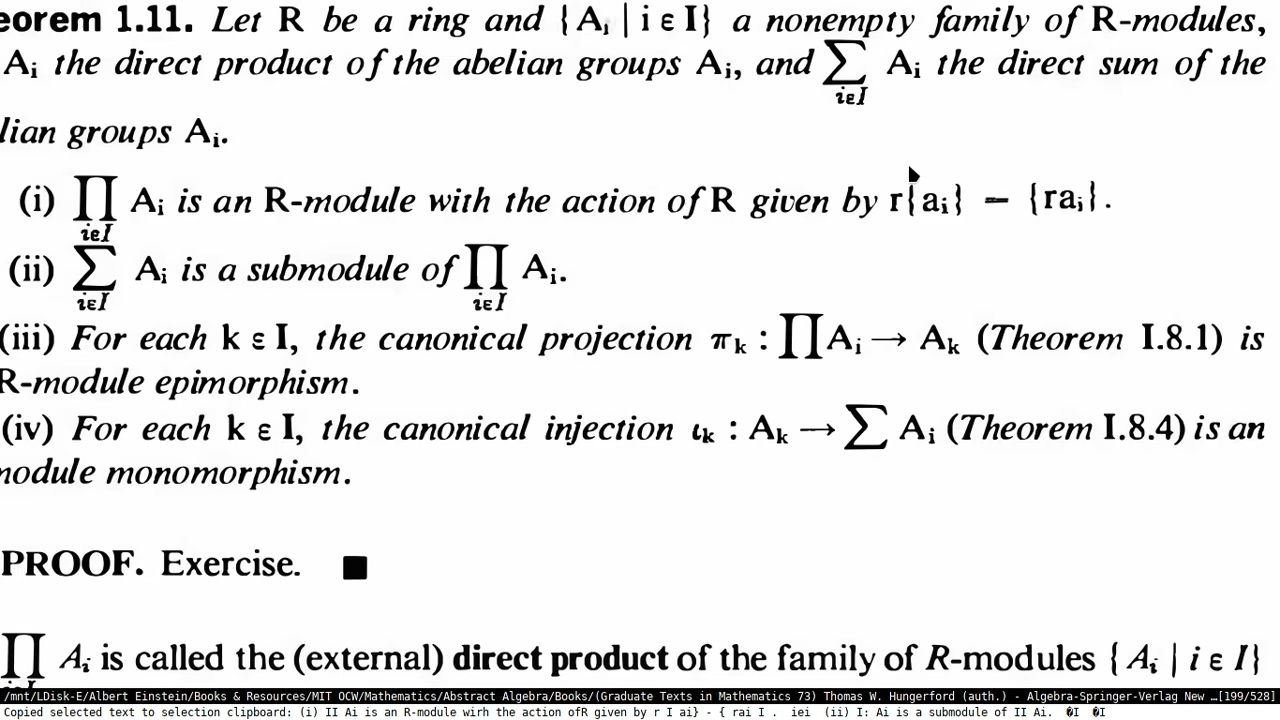 eorem 1.11. Let R be a ring and {Aᵢ | i ε I} a nonempty family of R-modules,
Aᵢ the direct product of the abelian groups Aᵢ, and ∑ Aᵢ the direct sum of the
iεI
lian groups Aᵢ.
(i) ∏ Aᵢ is an R-module with the action of R given by r{aᵢ} − {raᵢ}.
iεI
(ii) ∑ Aᵢ is a submodule of ∏ Aᵢ.
iεI iεI
(iii) For each k ε I, the canonical projection πₖ : ∏Aᵢ → Aₖ (Theorem I.8.1) is
R-module epimorphism.
(iv) For each k ε I, the canonical injection ιₖ : Aₖ → ∑ Aᵢ (Theorem I.8.4) is an
nodule monomorphism.
PROOF. Exercise. ■
∏ Aᵢ is called the (external) direct product of the family of R-modules {Aᵢ | i ε I}
/mnt/LDisk-E/Albert Einstein/Books & Resources/MIT OCW/Mathematics/Abstract Algebra/Books/(Graduate Texts in Mathematics 73) Thomas W. Hungerford (auth.) - Algebra-Springer-Verlag New …[199/528]
Copied selected text to selection clipboard: (i) II Ai is an R-module wirh the action ofR given by r I ai} - { rai I . iei (ii) I: Ai is a submodule of II Ai. �I �I